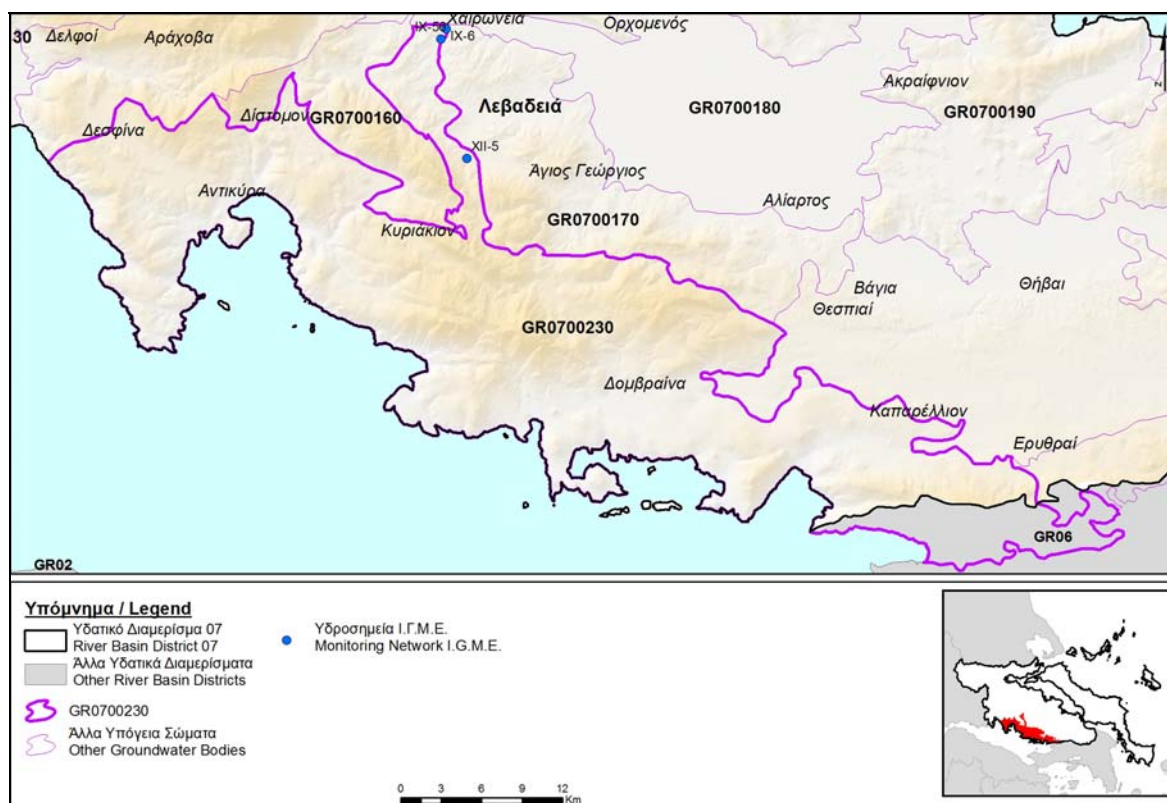 30
Δελφοί
Αράχοβα
Χαιρώνεια
Ορχομενός
IX-6
Ακραίφνιον
Δεσφίνα
Δίστομον
GR0700160
Λεβαδειά
GR0700180
GR0700190
XII-5
Άγιος Γεώργιος
Αντικύρα
Αλίαρτος
Κυριάκιον
GR0700170
Βάγια
Θήβαι
Θεσπιαί
GR0700230
Δομβραίνα
Καπαρέλλιον
Ερυθραί
GR06
GR02
z
Υπόμνημα / Legend
Υδατικό Διαμερίσμα 07
River Basin District 07
Άλλα Υδατικά Διαμερίσματα
Other River Basin Districts
GR0700230
Άλλα Υπόγεια Σώματα
Other Groundwater Bodies
Υδροσημεία Ι.Γ.Μ.Ε.
Monitoring Network I.G.M.E.
0 3 6 9 12
Km